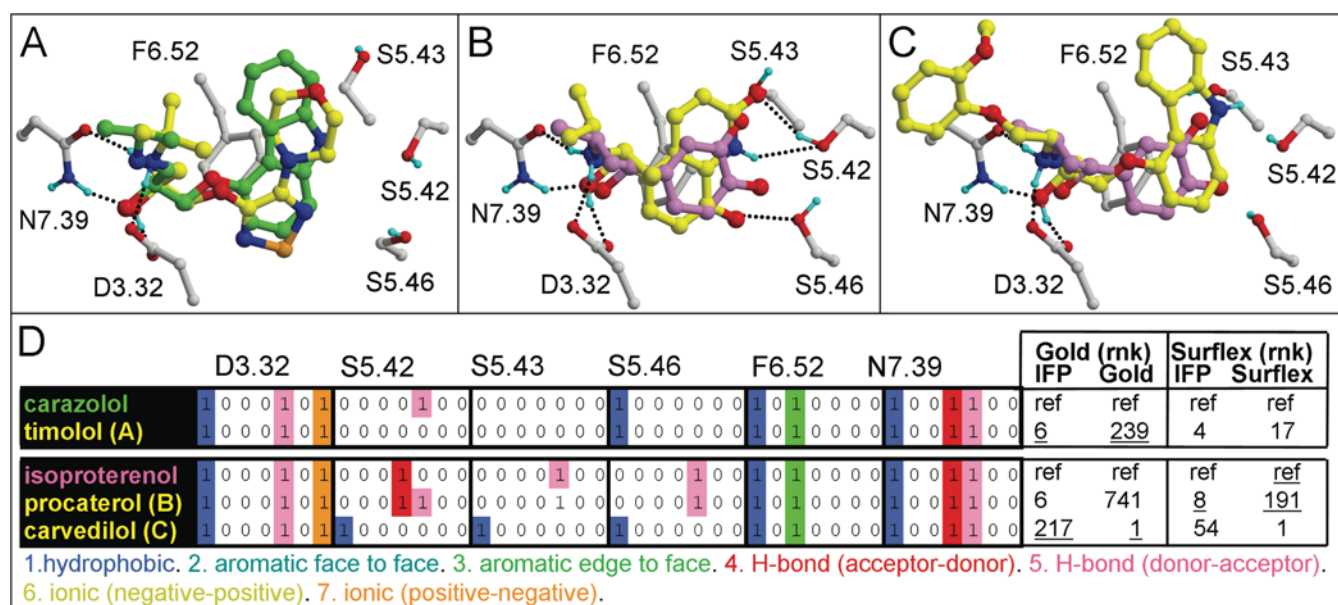 A
F6.52
S5.43
S5.42
N7.39
D3.32
S5.46
B
F6.52
S5.43
S5.42
N7.39
D3.32
S5.46
C
F6.52
S5.43
S5.42
N7.39
D3.32
S5.46
D
D3.32 S5.42 S5.43 S5.46 F6.52 N7.39
Gold (rnk) Surflex (rnk)
IFP Gold IFP Surflex
carazolol 1 0 0 0 1 0 1 0 0 0 0 1 0 0 0 0 0 0 0 0 0 1 0 0 0 0 0 0 1 0 1 0 0 0 0 1 0 0 1 1 0 0 ref ref ref ref
timolol (A) 1 0 0 0 1 0 1 0 0 0 0 0 0 0 0 0 0 0 0 0 0 1 0 0 0 0 0 0 1 0 1 0 0 0 0 1 0 0 1 1 0 0 6 239 4 17
isoproterenol 1 0 0 0 1 0 1 0 0 0 1 0 0 0 0 0 0 0 1 0 0 0 0 0 0 1 0 0 1 0 1 0 0 0 0 1 0 0 1 1 0 0 ref ref ref ref
procaterol (B) 1 0 0 0 1 0 1 0 0 0 1 1 0 0 0 0 0 0 1 0 0 0 0 0 0 1 0 0 1 0 1 0 0 0 0 1 0 0 1 1 0 0 6 741 8 191
carvedilol (C) 1 0 0 0 1 0 1 1 0 0 0 0 0 0 1 0 0 0 0 0 0 1 0 0 0 0 0 0 1 0 1 0 0 0 0 1 0 0 1 1 0 0 217 1 54 1
1.hydrophobic. 2. aromatic face to face. 3. aromatic edge to face. 4. H-bond (acceptor-donor). 5. H-bond (donor-acceptor).
6. ionic (negative-positive). 7. ionic (positive-negative).